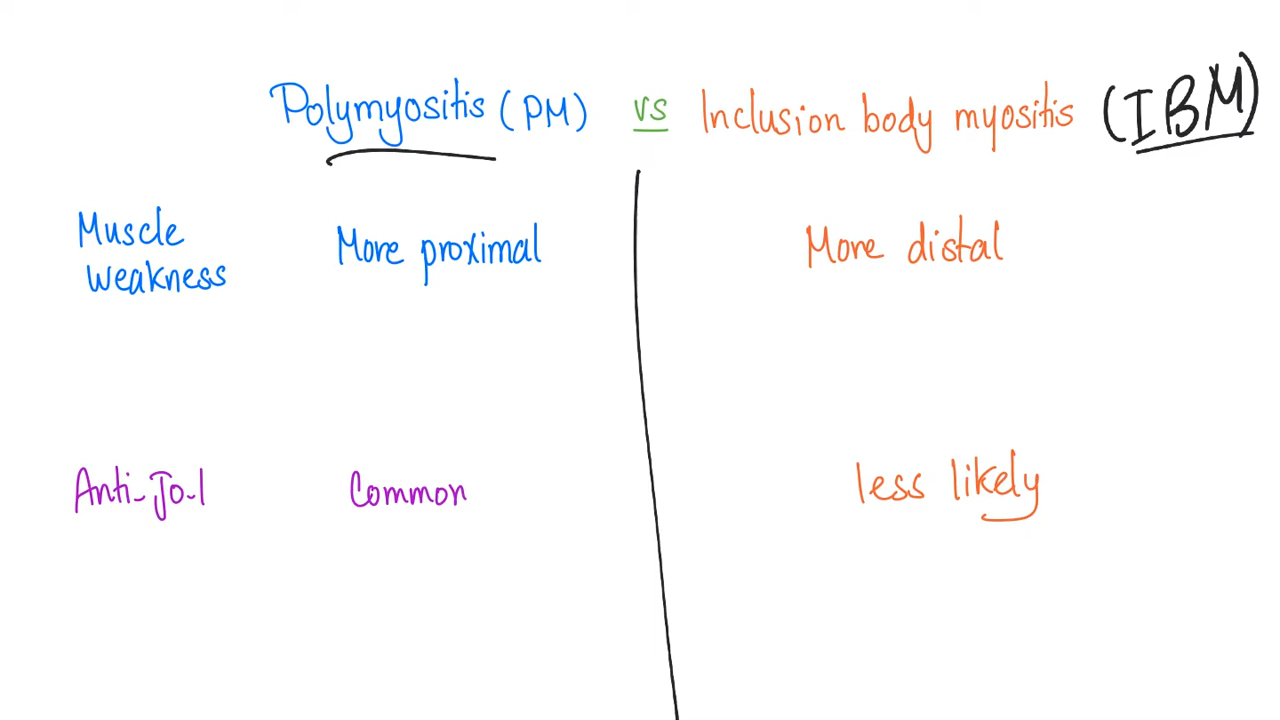 Polymyositis (PM) vs Inclusion body myositis (IBM)
Muscle
weakness
More proximal
More distal
Anti-Jo-1
Common
less likely